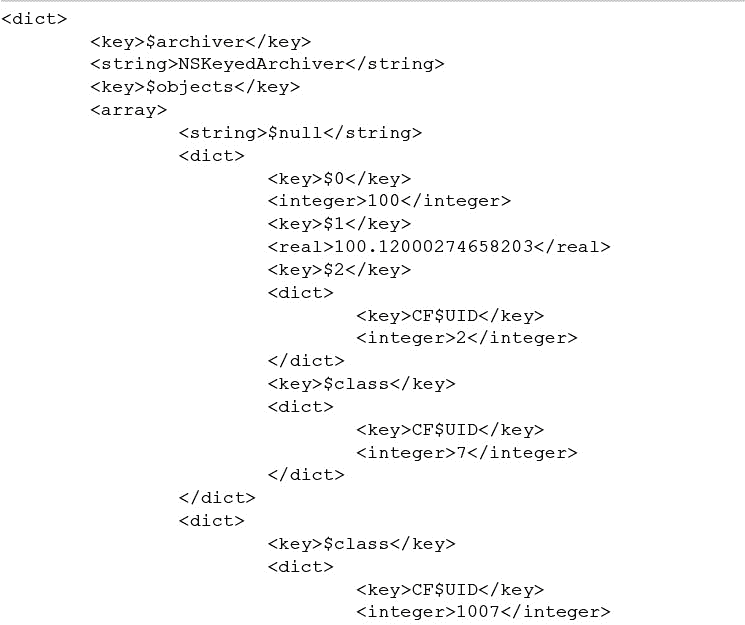 <dict>
<key>$archiver</key>
<string>NSKeyedArchiver</string>
<key>$objects</key>
<array>
<string>$null</string>
<dict>
<key>$0</key>
<integer>100</integer>
<key>$1</key>
<real>100.12000274658203</real>
<key>$2</key>
<dict>
<key>CF$UID</key>
<integer>2</integer>
</dict>
<key>$class</key>
<dict>
<key>CF$UID</key>
<integer>7</integer>
</dict>
</dict>
<dict>
<key>$class</key>
<dict>
<key>CF$UID</key>
<integer>1007</integer>